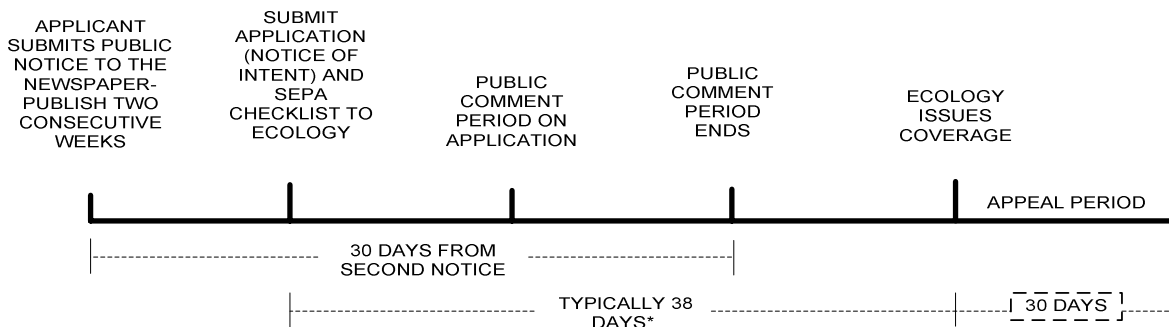 APPLICANT
SUBMITS PUBLIC
NOTICE TO THE
NEWSPAPER-
PUBLISH TWO
CONSECUTIVE
WEEKS
SUBMIT
APPLICATION
(NOTICE OF
INTENT) AND
SEPA
CHECKLIST TO
ECOLOGY
PUBLIC
COMMENT
PERIOD ON
APPLICATION
PUBLIC
COMMENT
PERIOD
ENDS
ECOLOGY
ISSUES
COVERAGE
APPEAL PERIOD
30 DAYS FROM
SECOND NOTICE
TYPICALLY 38
DAYS*
30 DAYS